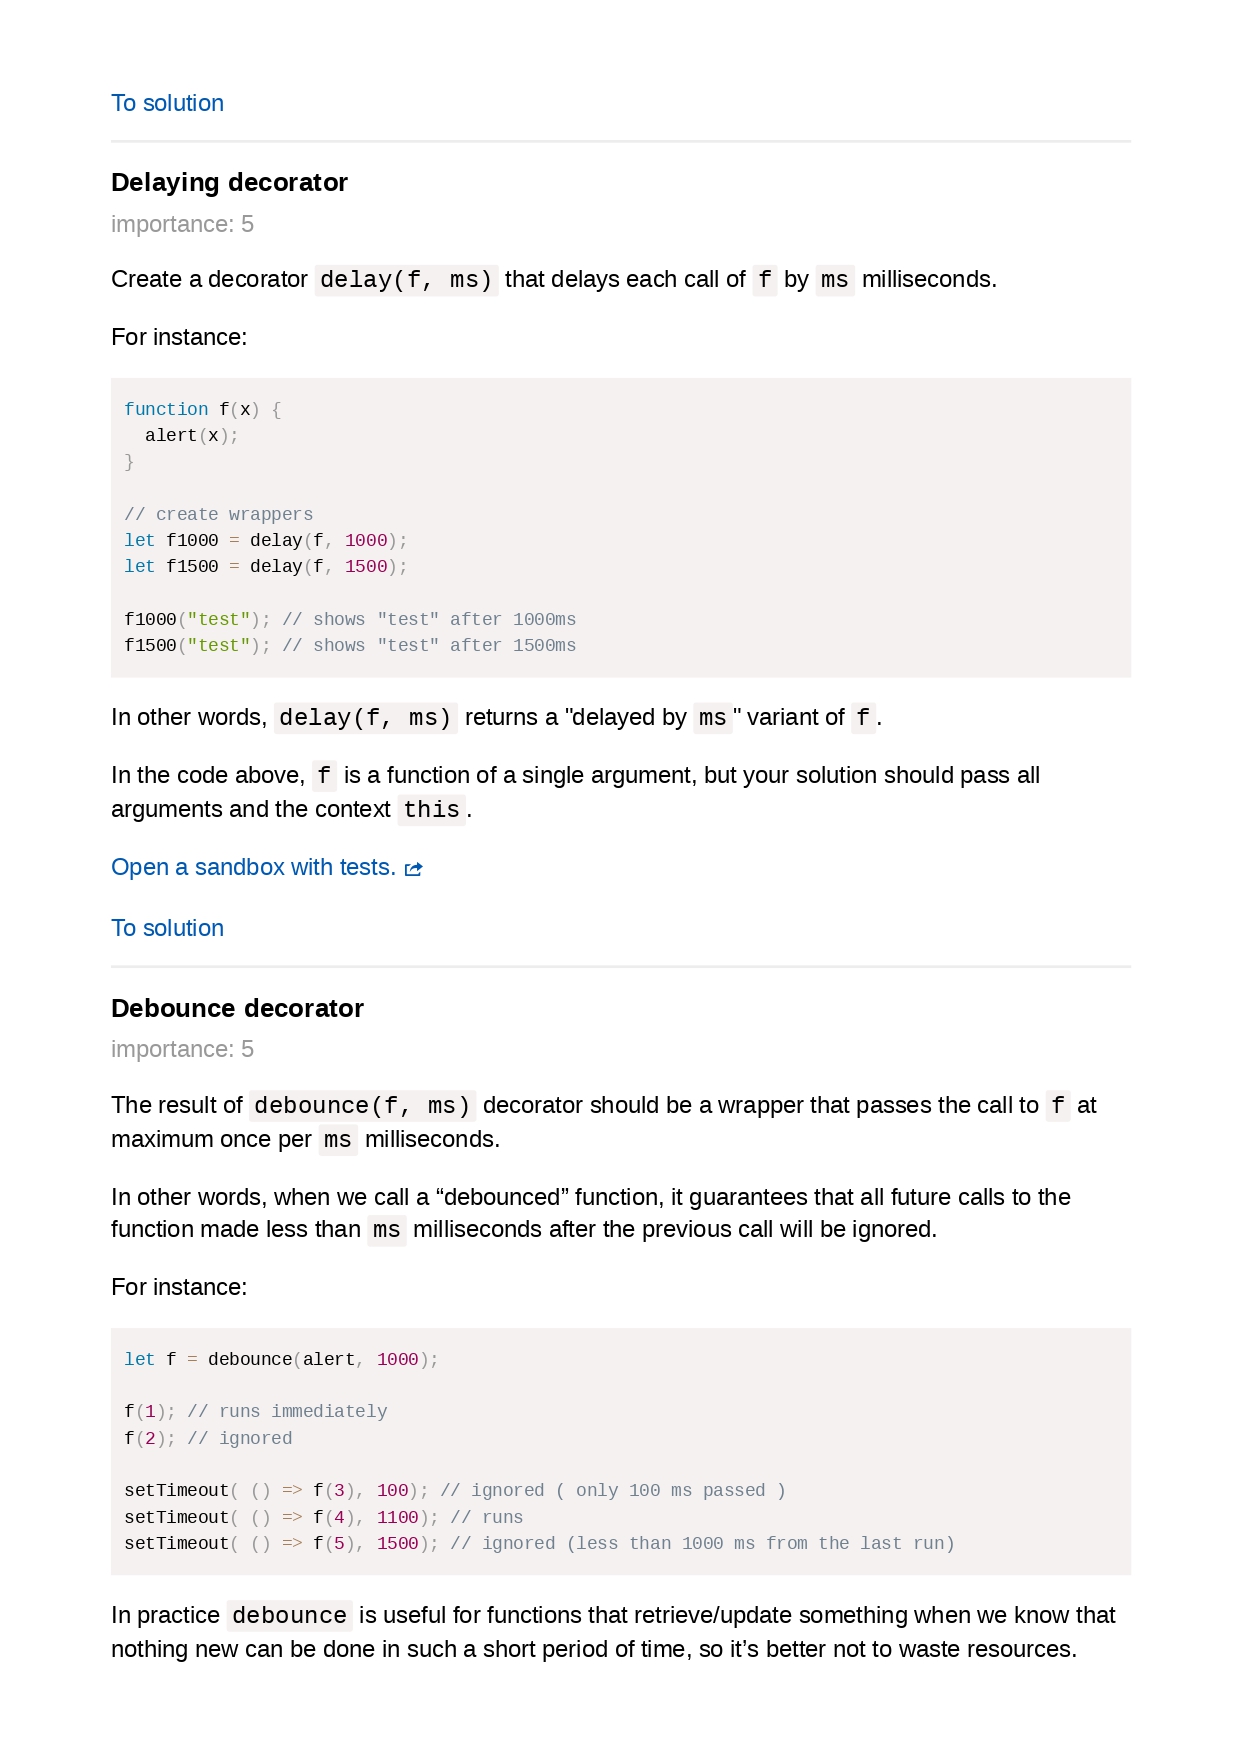 To solution
Delaying decorator
importance: 5
Create a decorator delay(f, ms) that delays each call of f by ms milliseconds.
For instance:
function f(x) {
  alert(x);
}
// create wrappers
let f1000 = delay(f, 1000);
let f1500 = delay(f, 1500);
f1000("test"); // shows "test" after 1000ms
f1500("test"); // shows "test" after 1500ms
In other words, delay(f, ms) returns a "delayed by ms" variant of f.
In the code above, f is a function of a single argument, but your solution should pass all
arguments and the context this.
Open a sandbox with tests.
To solution
Debounce decorator
importance: 5
The result of debounce(f, ms) decorator should be a wrapper that passes the call to f at
maximum once per ms milliseconds.
In other words, when we call a “debounced” function, it guarantees that all future calls to the
function made less than ms milliseconds after the previous call will be ignored.
For instance:
let f = debounce(alert, 1000);
f(1); // runs immediately
f(2); // ignored
setTimeout( () => f(3), 100); // ignored ( only 100 ms passed )
setTimeout( () => f(4), 1100); // runs
setTimeout( () => f(5), 1500); // ignored (less than 1000 ms from the last run)
In practice debounce is useful for functions that retrieve/update something when we know that
nothing new can be done in such a short period of time, so it’s better not to waste resources.